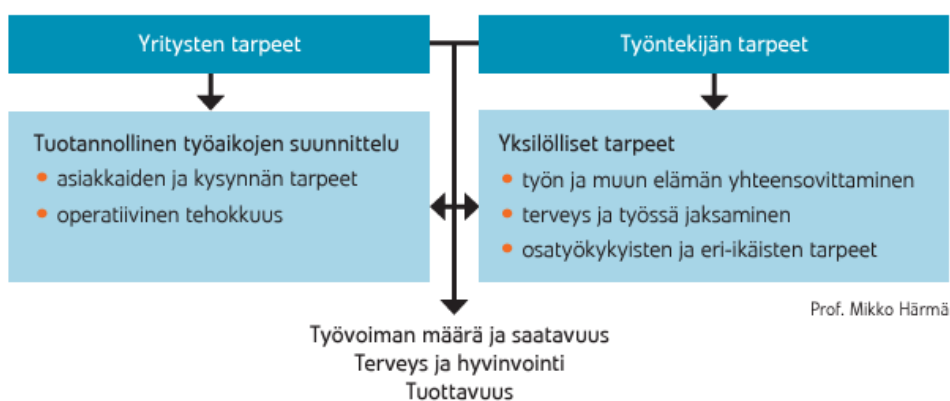 Yritysten tarpeet
Työntekijän tarpeet
Tuotannollinen työaikojen suunnittelu
• asiakkaiden ja kysynnän tarpeet
• operatiivinen tehokkuus
Yksilölliset tarpeet
• työn ja muun elämän yhteensovittaminen
• terveys ja työssä jaksaminen
• osatyökykyisten ja eri-ikäisten tarpeet
Prof. Mikko Härmä
Työvoiman määrä ja saatavuus
Terveys ja hyvinvointi
Tuottavuus